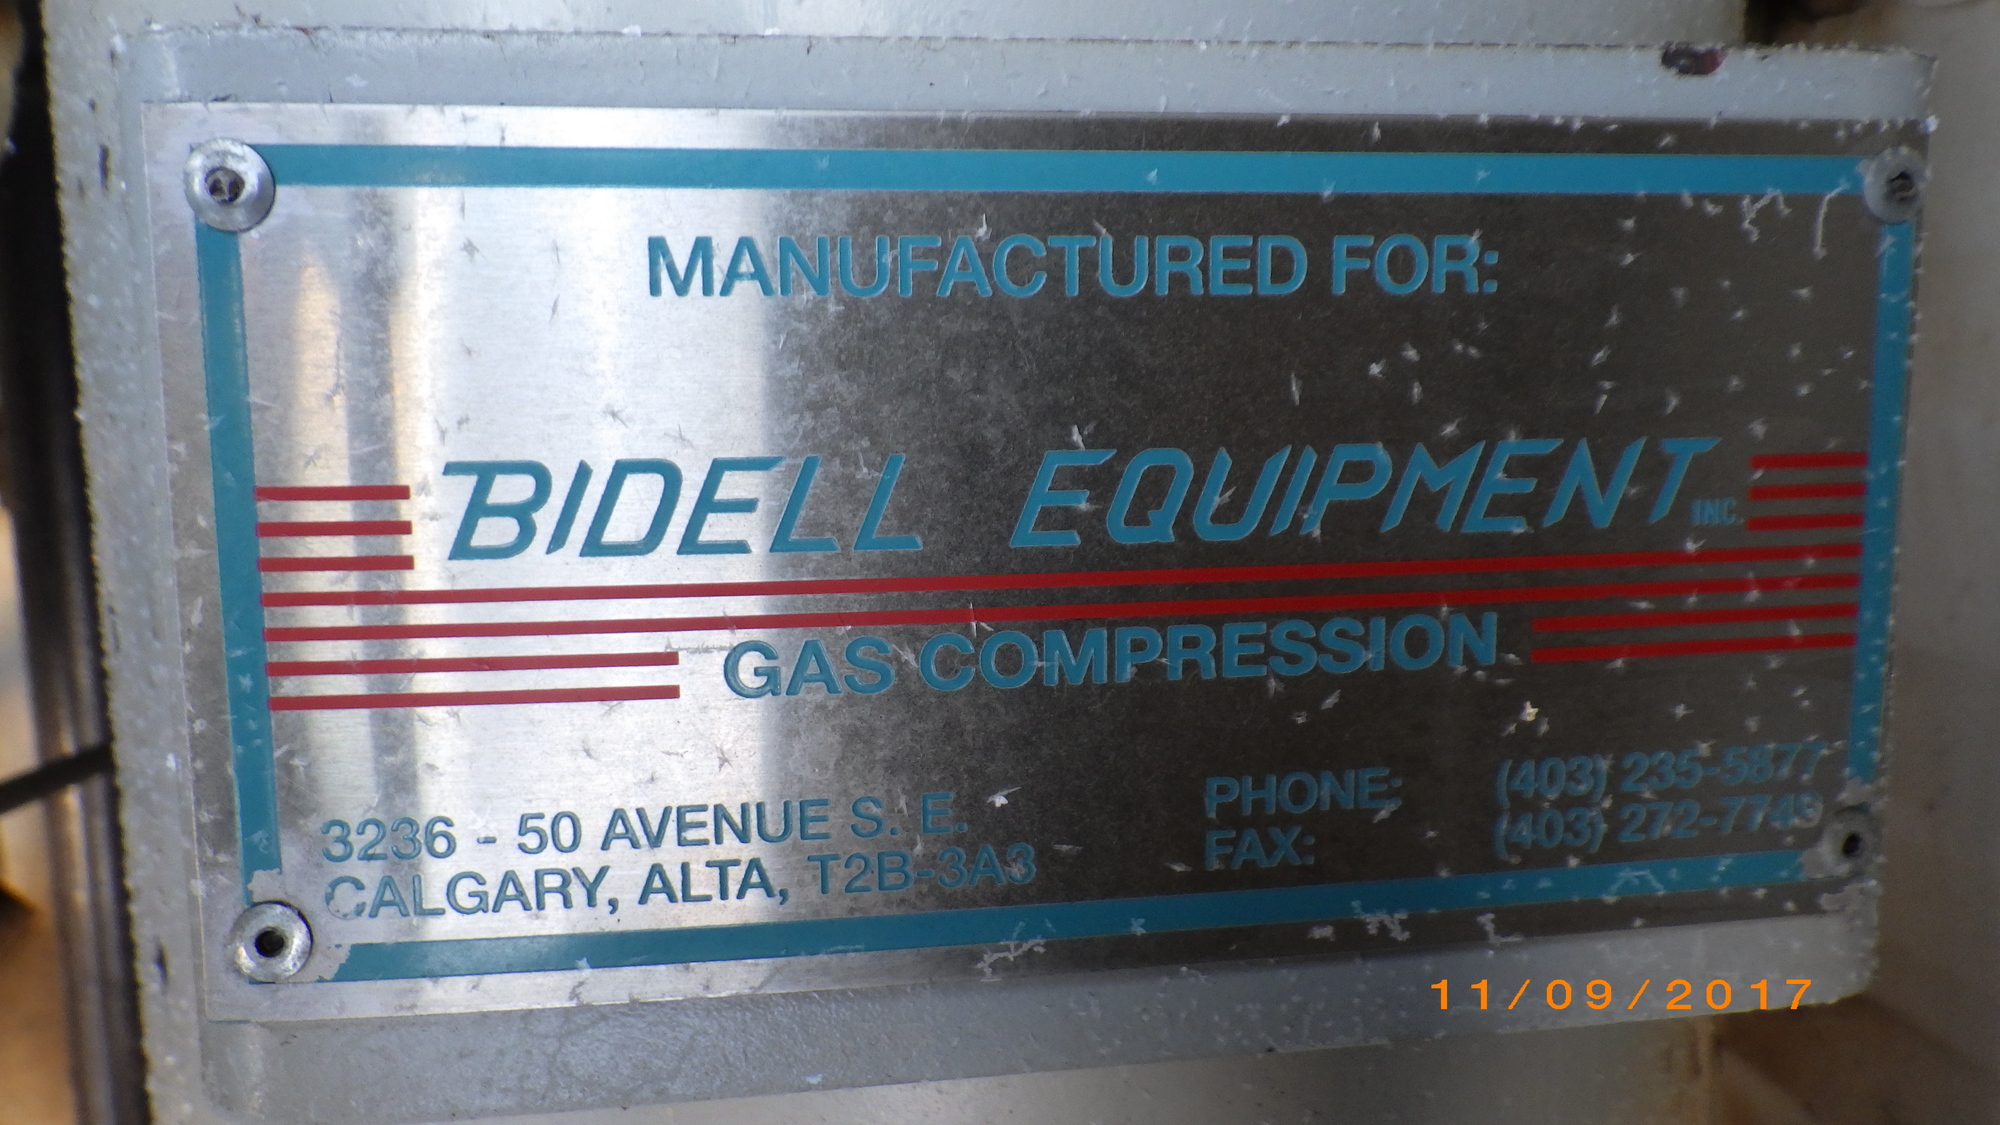 MANUFACTURED FOR:
BIDELL EQUIPMENT INC.
GAS COMPRESSION
3236 - 50 AVENUE S. E.
CALGARY, ALTA, T2B-3A3
PHONE: (403) 235-5877
FAX: (403) 272-7749
11/09/2017